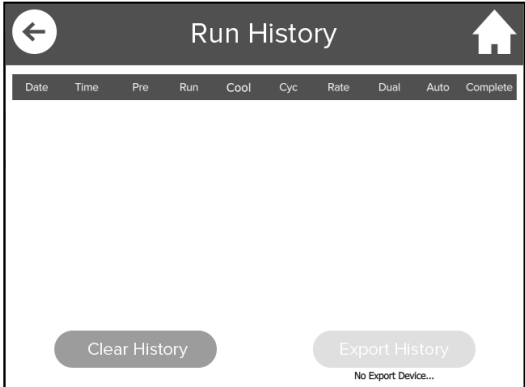 Run History
Date Time Pre Run Cool Cyc Rate Dual Auto Complete
Clear History Export History
No Export Device...